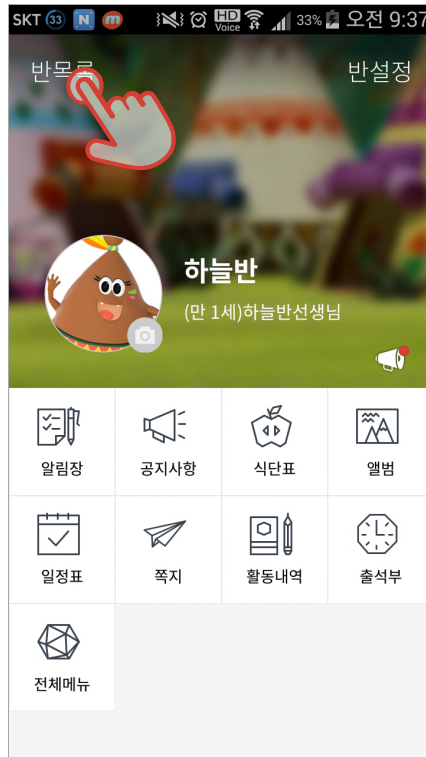 SKT 33 N m HD Voice 33% 오전 9:37
반목록 반설정
하늘반
(만 1세)하늘반선생님
알림장 공지사항 식단표 앨범
일정표 쪽지 활동내역 출석부
전체메뉴